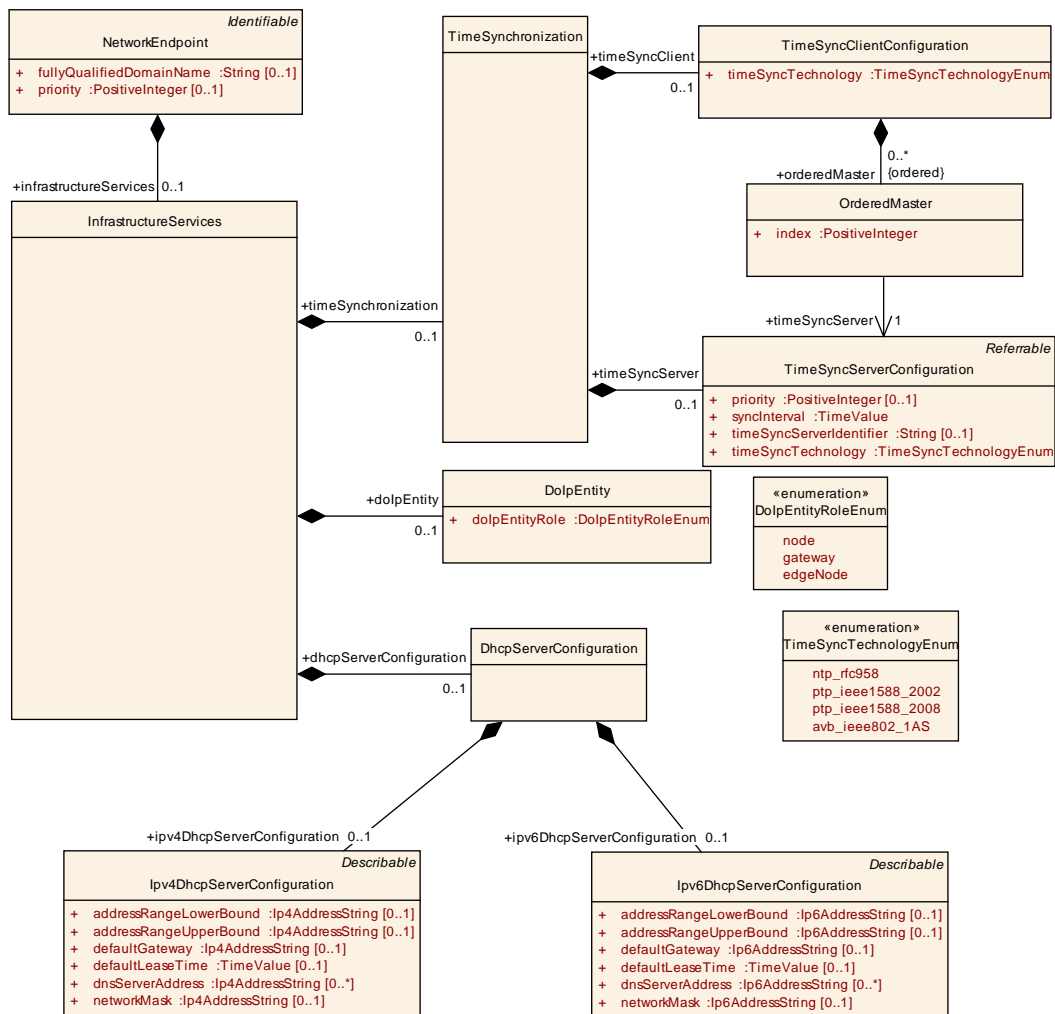 Identifiable
NetworkEndpoint
+ fullyQualifiedDomainName :String [0..1]
+ priority :PositiveInteger [0..1]
+infrastructureServices 0..1
InfrastructureServices
TimeSynchronization
+timeSyncClient
0..1
TimeSyncClientConfiguration
+ timeSyncTechnology :TimeSyncTechnologyEnum
0..*
+orderedMaster {ordered}
OrderedMaster
+ index :PositiveInteger
+timeSynchronization
0..1
+timeSyncServer 1
+timeSyncServer
0..1
Referrable
TimeSyncServerConfiguration
+ priority :PositiveInteger [0..1]
+ syncInterval :TimeValue
+ timeSyncServerIdentifier :String [0..1]
+ timeSyncTechnology :TimeSyncTechnologyEnum
+doIpEntity
0..1
DoIpEntity
+ doIpEntityRole :DoIpEntityRoleEnum
«enumeration»
DoIpEntityRoleEnum
node
gateway
edgeNode
«enumeration»
TimeSyncTechnologyEnum
ntp_rfc958
ptp_ieee1588_2002
ptp_ieee1588_2008
avb_ieee802_1AS
+dhcpServerConfiguration
0..1
DhcpServerConfiguration
+ipv4DhcpServerConfiguration 0..1
+ipv6DhcpServerConfiguration 0..1
Describable
Ipv4DhcpServerConfiguration
+ addressRangeLowerBound :Ip4AddressString [0..1]
+ addressRangeUpperBound :Ip4AddressString [0..1]
+ defaultGateway :Ip4AddressString [0..1]
+ defaultLeaseTime :TimeValue [0..1]
+ dnsServerAddress :Ip4AddressString [0..*]
+ networkMask :Ip4AddressString [0..1]
Describable
Ipv6DhcpServerConfiguration
+ addressRangeLowerBound :Ip6AddressString [0..1]
+ addressRangeUpperBound :Ip6AddressString [0..1]
+ defaultGateway :Ip6AddressString [0..1]
+ defaultLeaseTime :TimeValue [0..1]
+ dnsServerAddress :Ip6AddressString [0..*]
+ networkMask :Ip6AddressString [0..1]